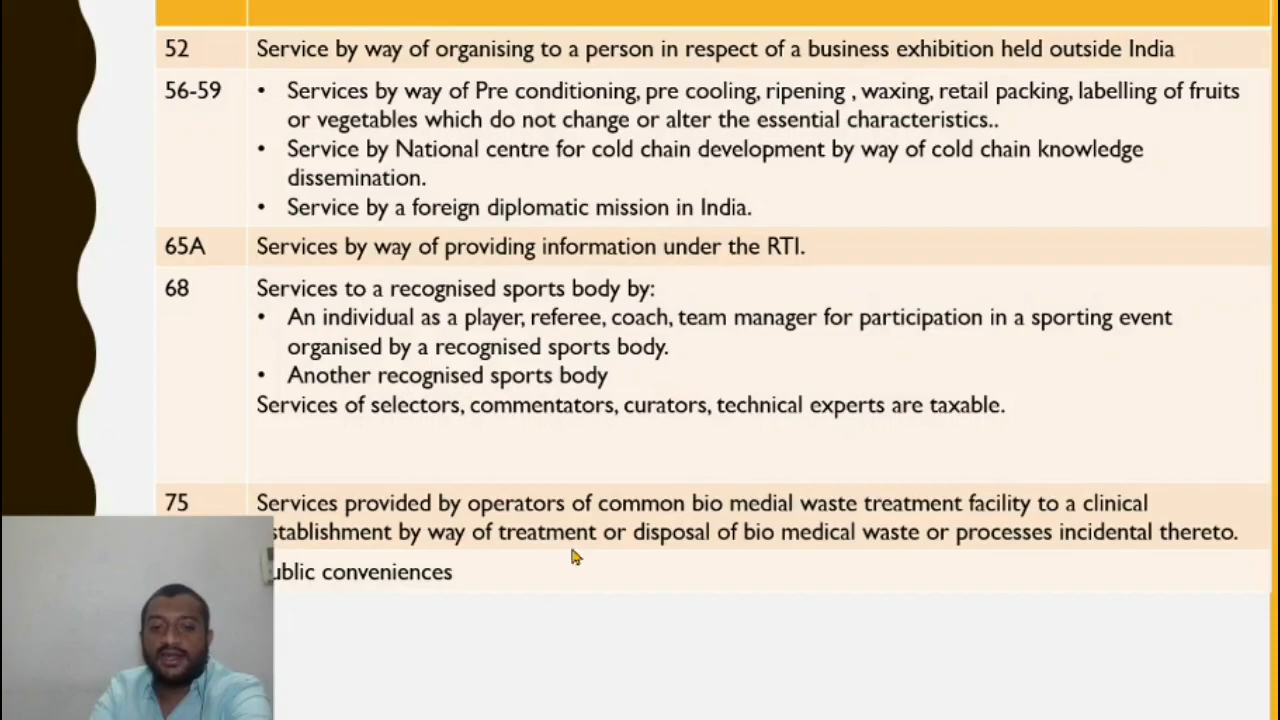 52 Service by way of organising to a person in respect of a business exhibition held outside India
56-59 • Services by way of Pre conditioning, pre cooling, ripening , waxing, retail packing, labelling of fruits
or vegetables which do not change or alter the essential characteristics..
• Service by National centre for cold chain development by way of cold chain knowledge
dissemination.
• Service by a foreign diplomatic mission in India.
65A Services by way of providing information under the RTI.
68 Services to a recognised sports body by:
• An individual as a player, referee, coach, team manager for participation in a sporting event
organised by a recognised sports body.
• Another recognised sports body
Services of selectors, commentators, curators, technical experts are taxable.
75 Services provided by operators of common bio medial waste treatment facility to a clinical
stablishment by way of treatment or disposal of bio medical waste or processes incidental thereto.
ublic conveniences